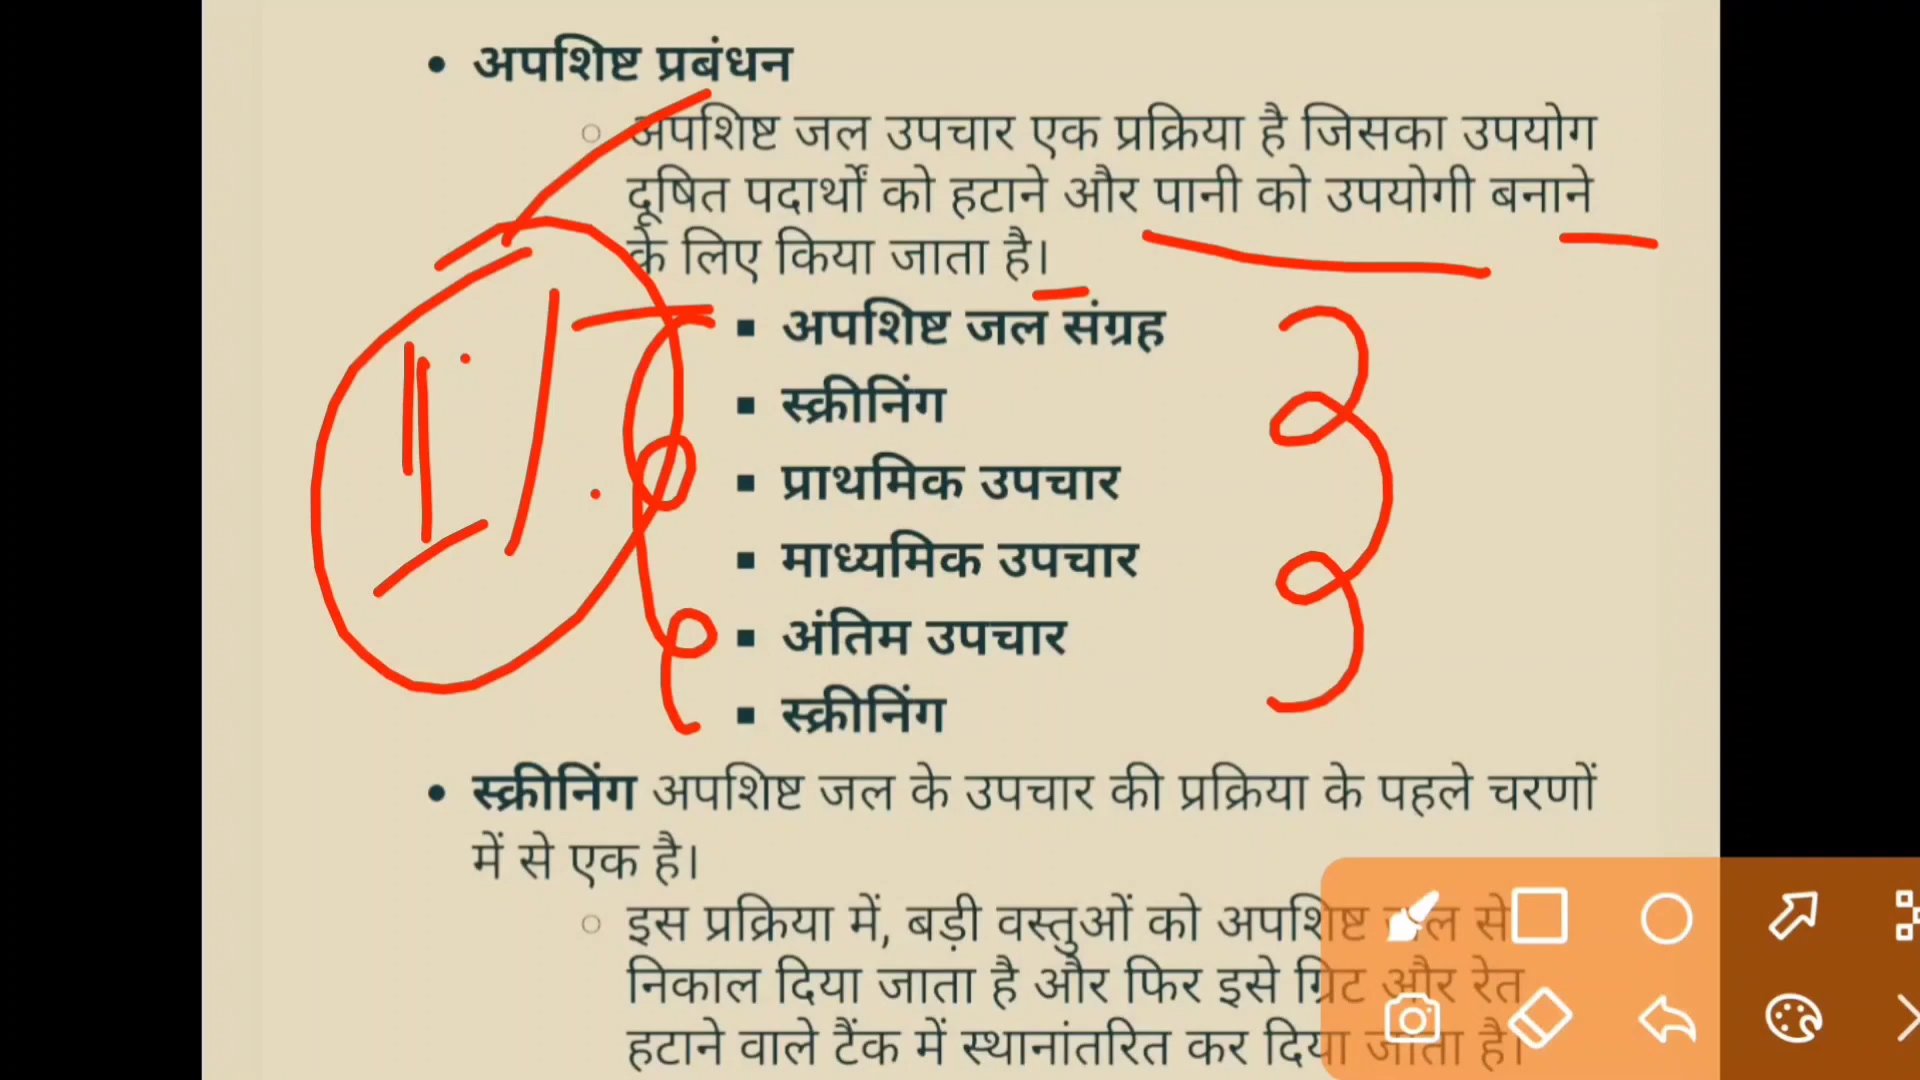 अपशिष्ट प्रबंधन
अपशिष्ट जल उपचार एक प्रक्रिया है जिसका उपयोग
दूषित पदार्थों को हटाने और पानी को उपयोगी बनाने
के लिए किया जाता है।
अपशिष्ट जल संग्रह
स्क्रीनिंग
प्राथमिक उपचार
माध्यमिक उपचार
अंतिम उपचार
स्क्रीनिंग
स्क्रीनिंग अपशिष्ट जल के उपचार की प्रक्रिया के पहले चरणों
में से एक है।
इस प्रक्रिया में, बड़ी वस्तुओं को अपशिष्ट जल से
निकाल दिया जाता है और फिर इसे ग्रिट और रेत
हटाने वाले टैंक में स्थानांतरित कर दिया जाता है।